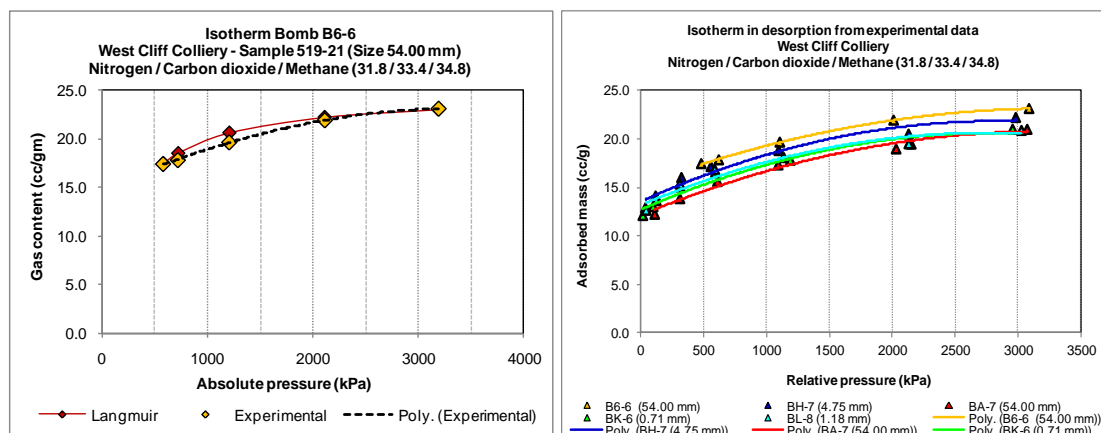 Isotherm Bomb B6-6
West Cliff Colliery - Sample 519-21 (Size 54.00 mm)
Nitrogen / Carbon dioxide / Methane (31.8 / 33.4 / 34.8)
25.0
20.0
15.0
10.0
5.0
0.0
Gas content (cc/gm)
0
1000
2000
3000
4000
Absolute pressure (kPa)
Langmuir
Experimental
Poly. (Experimental)
Isotherm in desorption from experimental data
West Cliff Colliery
Nitrogen / Carbon dioxide / Methane (31.8 / 33.4 / 34.8)
25.0
20.0
15.0
10.0
5.0
0.0
Adsorbed mass (cc/g)
0
500
1000
1500
2000
2500
3000
3500
Relative pressure (kPa)
B6-6 (54.00 mm)
BH-7 (4.75 mm)
BA-7 (54.00 mm)
BK-6 (0.71 mm)
BL-8 (1.18 mm)
Poly. (B6-6 (54.00 mm))
Poly. (BH-7 (4.75 mm))
Poly. (BA-7 (54.00 mm))
Poly. (BK-6 (0.71 mm))